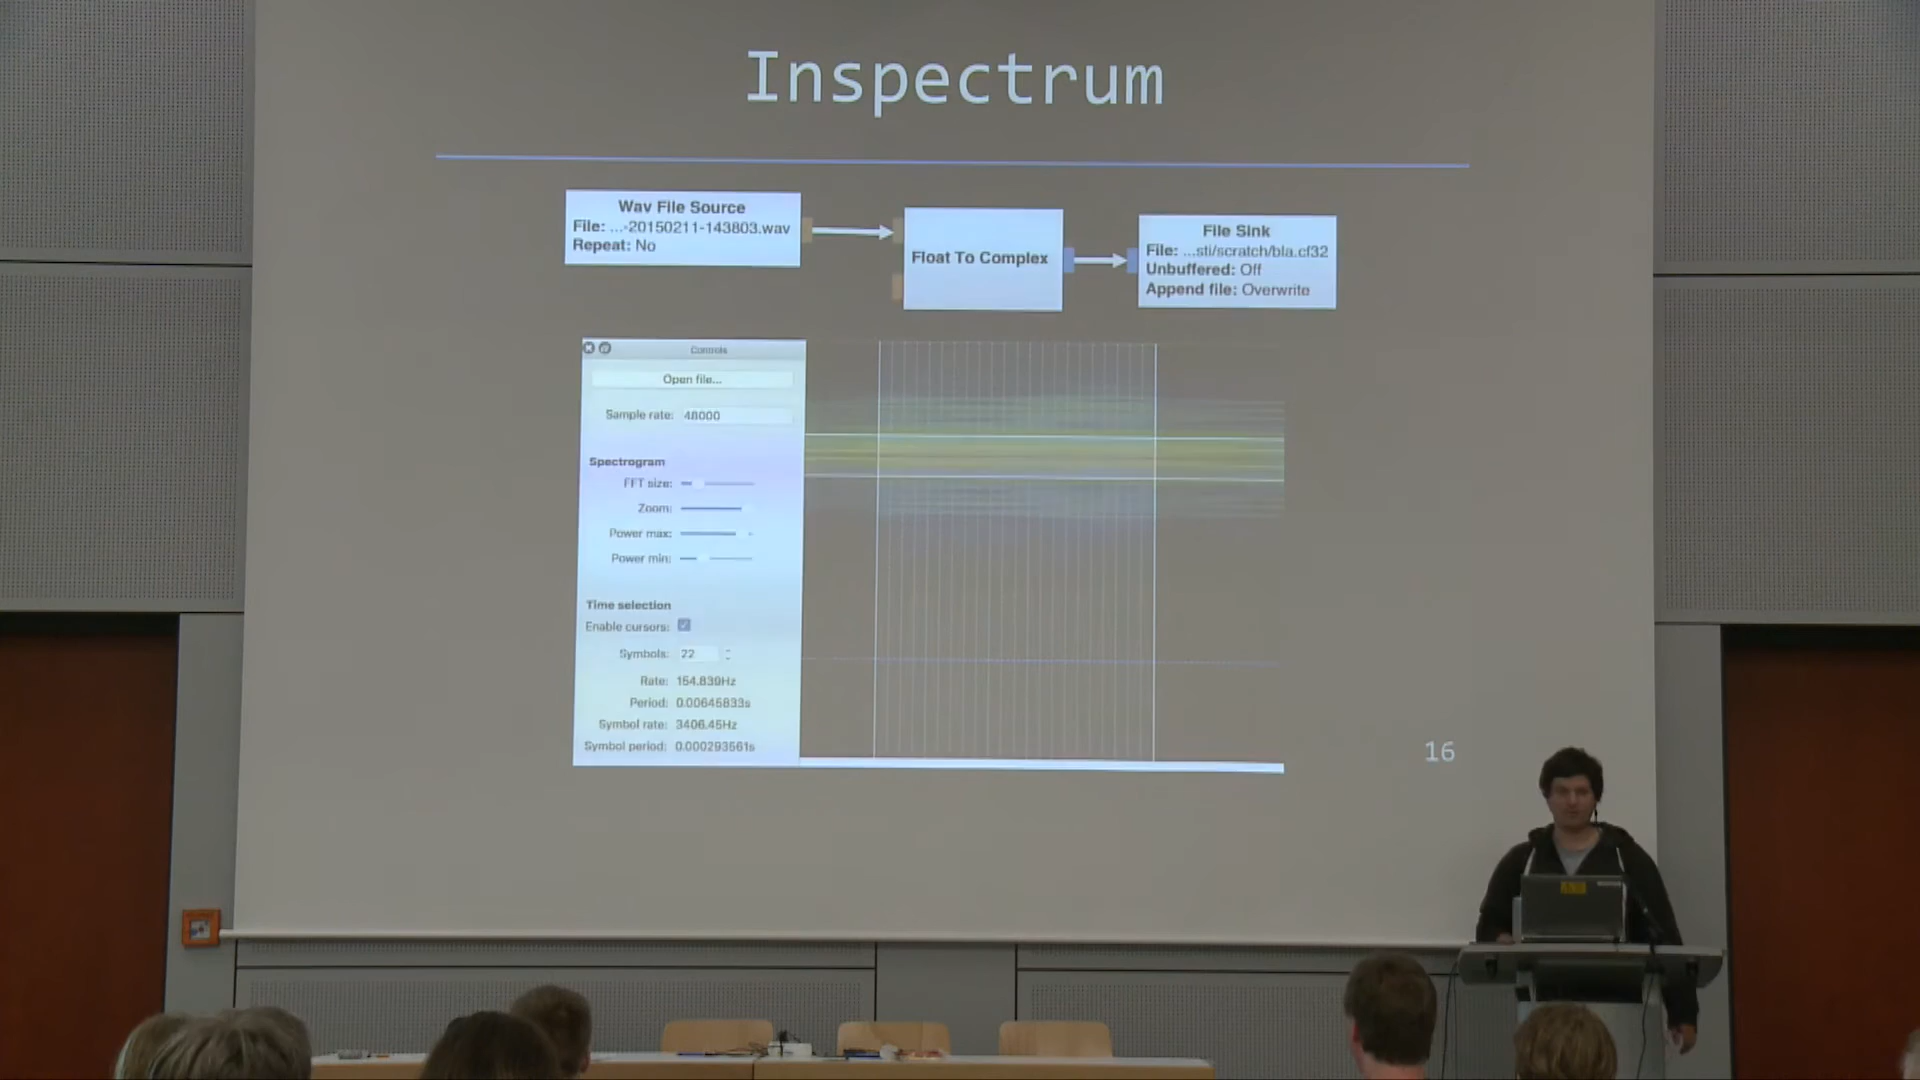 Inspectrum
Wav File Source
File: ...-20150211-143803.wav
Repeat: No
Float To Complex
File Sink
File: ...sti/scratch/bla.cf32
Unbuffered: Off
Append file: Overwrite
Controls
Open file...
Sample rate: 48000
Spectrogram
FFT size:
Zoom:
Power max:
Power min:
Time selection
Enable cursors:
Symbols: 22
Rate: 154.839Hz
Period: 0.00645833s
Symbol rate: 3406.45Hz
Symbol period: 0.000293561s
16